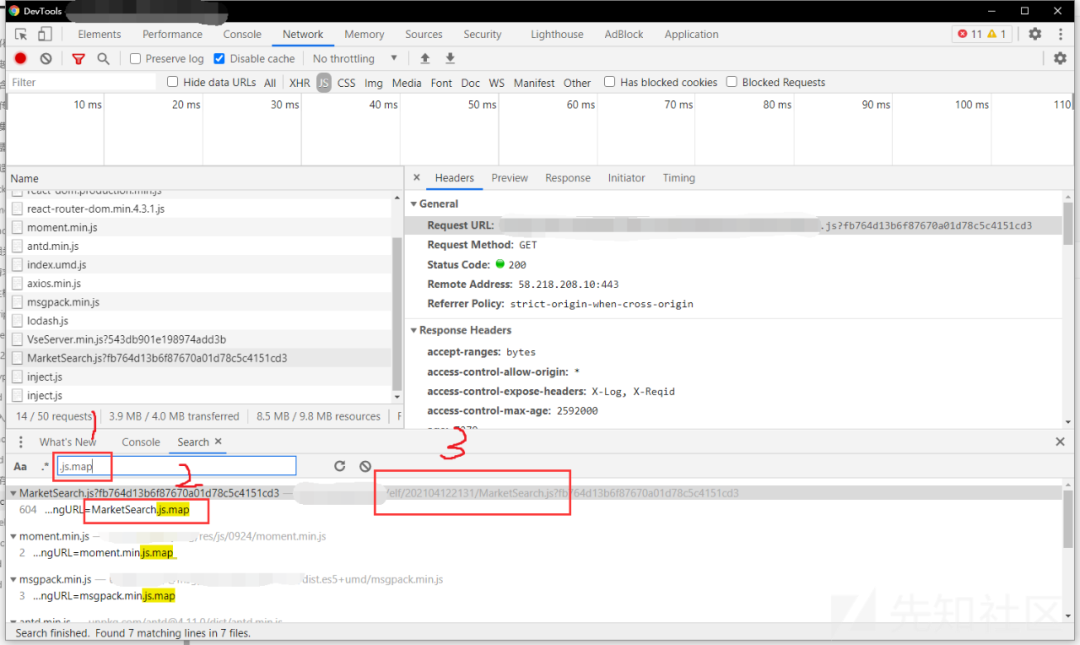 DevTools
Elements Performance Console Network Memory Sources Security Lighthouse AdBlock Application 11 1
Preserve log Disable cache No throttling
Filter Hide data URLs All XHR JS CSS Img Media Font Doc WS Manifest Other Has blocked cookies Blocked Requests
10 ms 20 ms 30 ms 40 ms 50 ms 60 ms 70 ms 80 ms 90 ms 100 ms 110
Name
react-dom.production.min.js
react-router-dom.min.4.3.1.js
moment.min.js
antd.min.js
index.umd.js
axios.min.js
msgpack.min.js
lodash.js
VseServer.min.js?543db901e198974add3b
MarketSearch.js?fb764d13b6f87670a01d78c5c4151cd3
inject.js
inject.js
14 / 50 requests 3.9 MB / 4.0 MB transferred 8.5 MB / 9.8 MB resources F
Headers Preview Response Initiator Timing
General
Request URL: .js?fb764d13b6f87670a01d78c5c4151cd3
Request Method: GET
Status Code: 200
Remote Address: 58.218.208.10:443
Referrer Policy: strict-origin-when-cross-origin
Response Headers
accept-ranges: bytes
access-control-allow-origin: *
access-control-expose-headers: X-Log, X-Reqid
access-control-max-age: 2592000
1
2
3
What's New Console Search
Aa .* .js.map
MarketSearch.js?fb764d13b6f87670a01d78c5c4151cd3 — /elf/202104122131/MarketSearch.js?fb764d13b6f87670a01d78c5c4151cd3
604 ...ngURL=MarketSearch.js.map
moment.min.js — /res/js/0924/moment.min.js
2 ...ngURL=moment.min.js.map
msgpack.min.js — dist.es5+umd/msgpack.min.js
3 ...ngURL=msgpack.min.js.map
antd.min.js — unpkg.com/antd@4.11.0/dist/antd.min.js
Search finished. Found 7 matching lines in 7 files.
先知社区